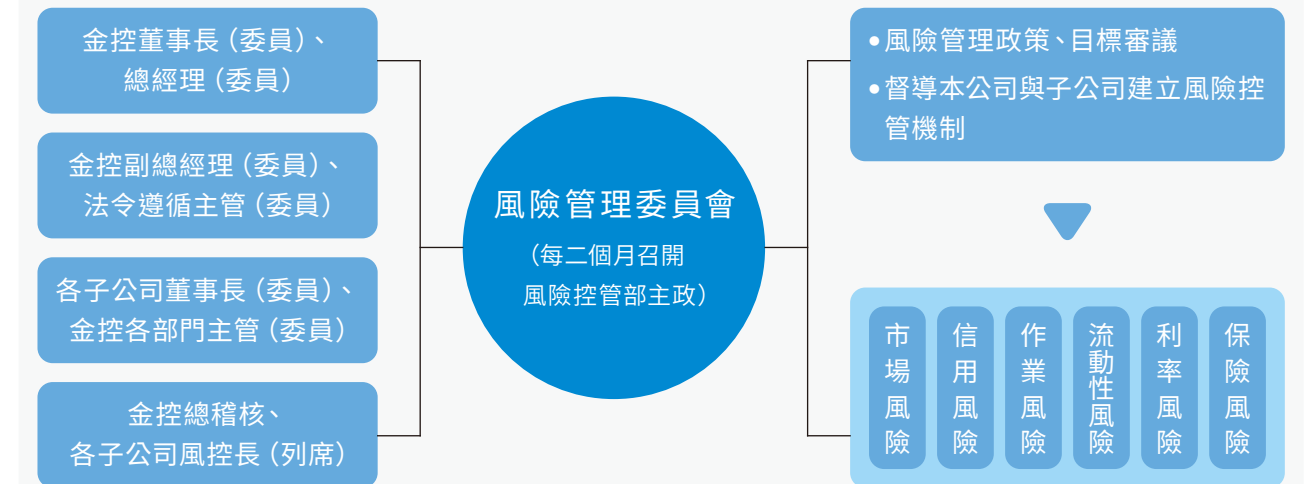 金控董事長（委員）、
總經理（委員）
金控副總經理（委員）、
法令遵循主管（委員）
各子公司董事長（委員）、
金控各部門主管（委員）
金控總稽核、
各子公司風控長（列席）
風險管理委員會
（每二個月召開
風險控管部主政）
•風險管理政策、目標審議
•督導本公司與子公司建立風險控
管機制
市場風險
信用風險
作業風險
流動性風險
利率風險
保險風險